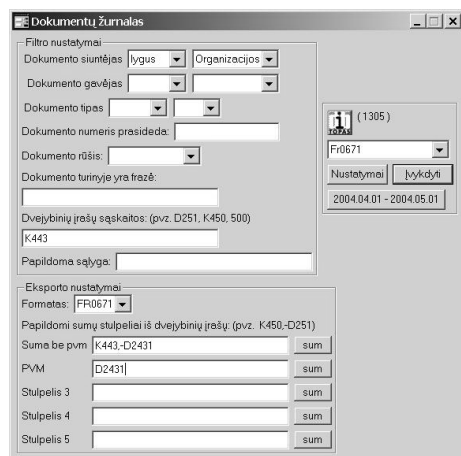 Dokumentų žurnalas
Filtro nustatymai
Dokumento siuntėjas lygus Organizacijos
Dokumento gavėjas
Dokumento tipas
Dokumento numeris prasideda:
Dokumento rūšis:
Dokumento turinyje yra frazė:
Dvejybinių įrašų sąskaitos: (pvz. D251, K450, 500)
K443
Papildoma sąlyga:
TOPAS (1305)
Fr0671
Nustatymai Įvykdyti
2004.04.01 - 2004.05.01
Eksporto nustatymai
Formatas: FR0671
Papildomi sumų stulpeliai iš dvejybinių įrašų: (pvz. K450,-D251)
Suma be pvm K443,-D2431 sum
PVM D2431 sum
Stulpelis 3 sum
Stulpelis 4 sum
Stulpelis 5 sum